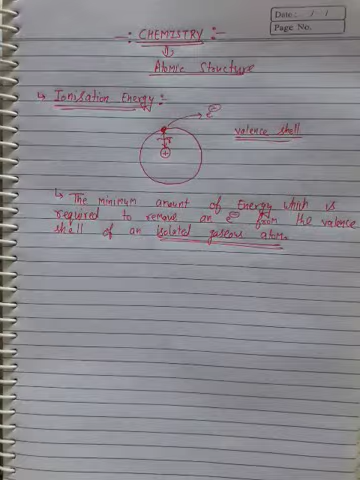 Date: / /
Page No.
-: CHEMISTRY :-
Atomic Structure
↳ Ionisation Energy :-
e⁻
valence shell
+
↳ The minimum amount of Energy which is
required to remove an e⁻ from the valence
shell of an isolated gaseous atom.